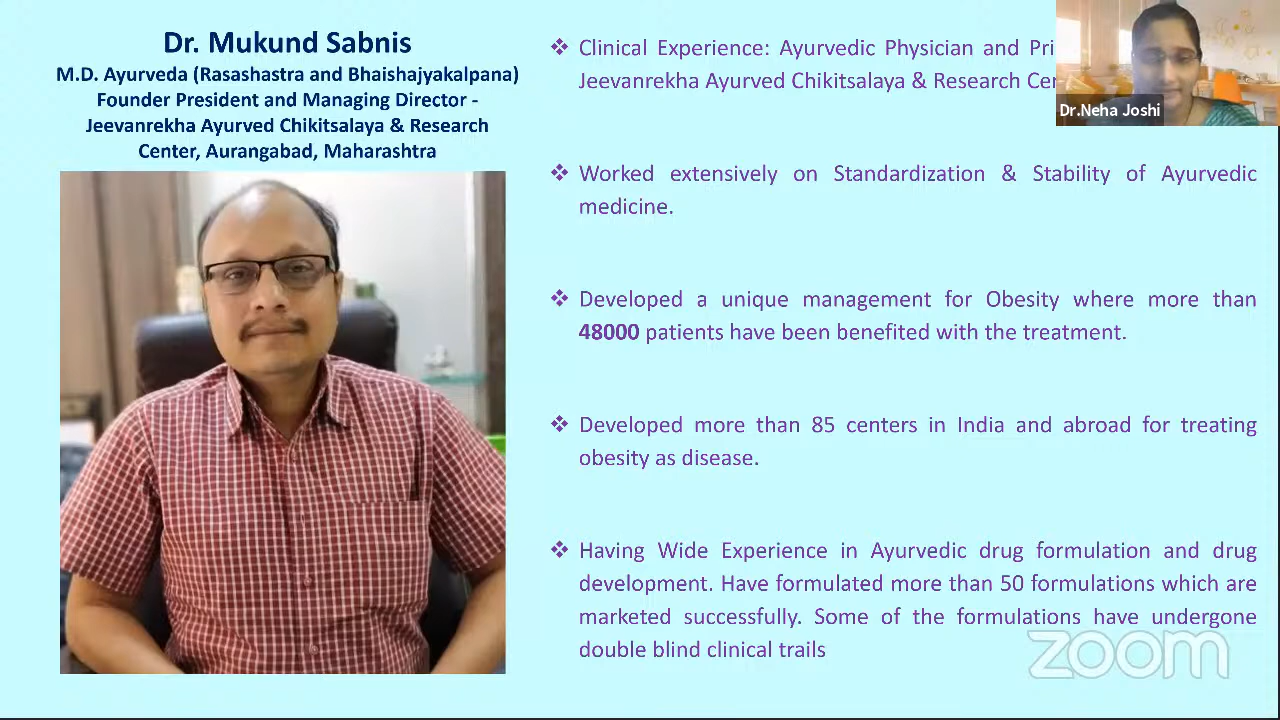 Dr. Mukund Sabnis
M.D. Ayurveda (Rasashastra and Bhaishajyakalpana)
Founder President and Managing Director -
Jeevanrekha Ayurved Chikitsalaya & Research
Center, Aurangabad, Maharashtra
❖ Clinical Experience: Ayurvedic Physician and
Jeevanrekha Ayurved Chikitsalaya & Research
❖ Worked extensively on Standardization & Stability of Ayurvedic
medicine.
❖ Developed a unique management for Obesity where more than
48000 patients have been benefited with the treatment.
❖ Developed more than 85 centers in India and abroad for treating
obesity as disease.
❖ Having Wide Experience in Ayurvedic drug formulation and drug
development. Have formulated more than 50 formulations which are
marketed successfully. Some of the formulations have undergone
double blind clinical trails
Dr.Neha Joshi
zoom